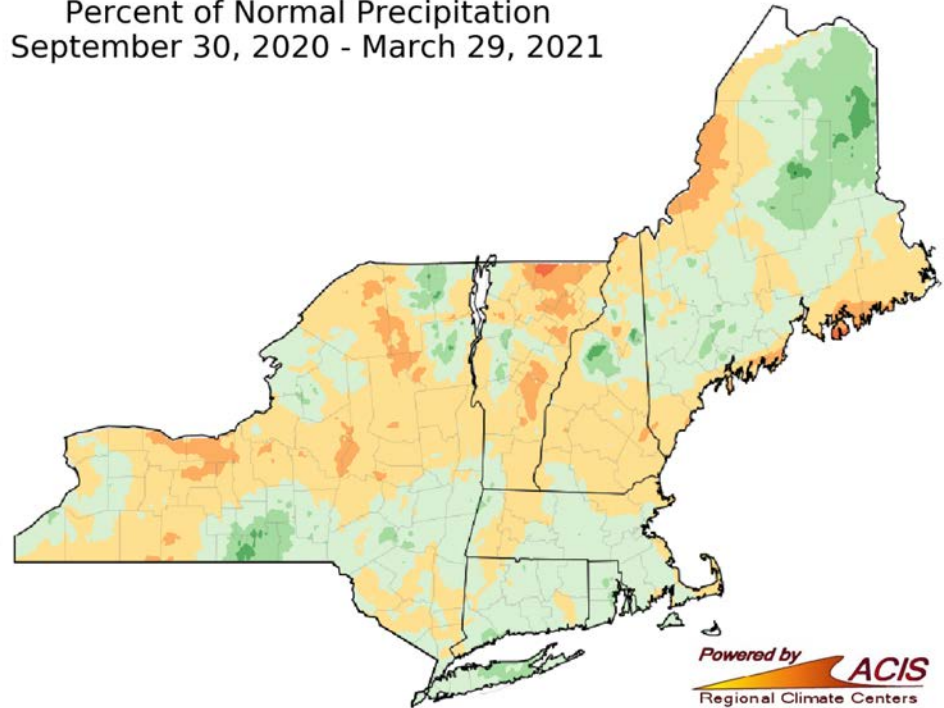 Percent of Normal Precipitation
September 30, 2020 - March 29, 2021
Powered by
ACIS
Regional Climate Centers